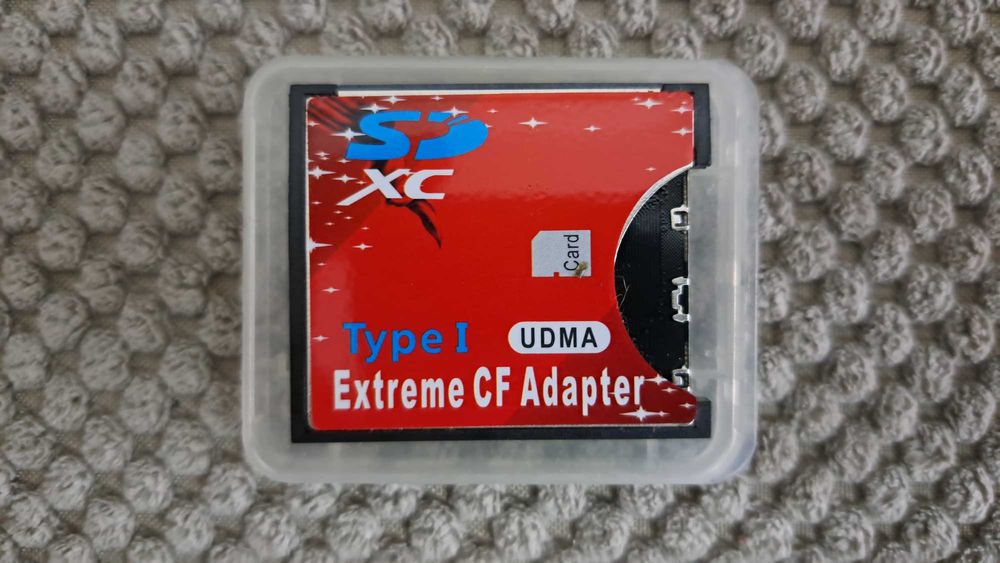 SD
XC
Card
Type I UDMA
Extreme CF Adapter